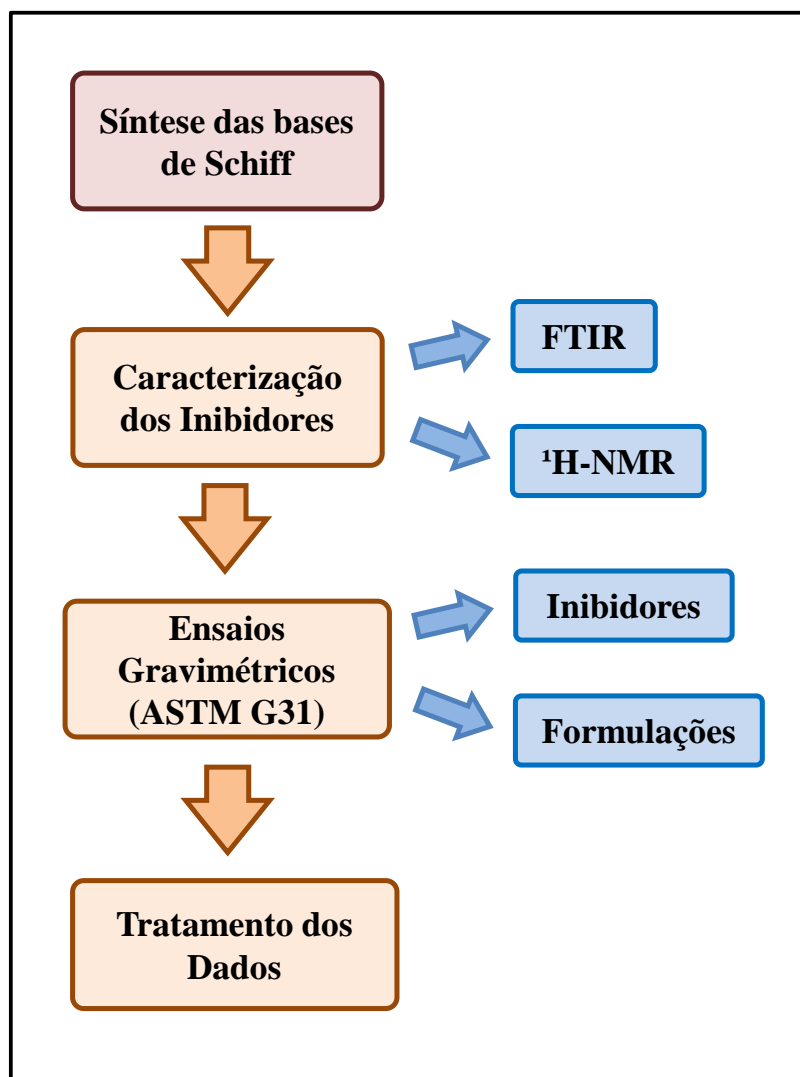 Síntese das bases
de Schiff
Caracterização
dos Inibidores
FTIR
¹H-NMR
Ensaios
Gravimétricos
(ASTM G31)
Inibidores
Formulações
Tratamento dos
Dados